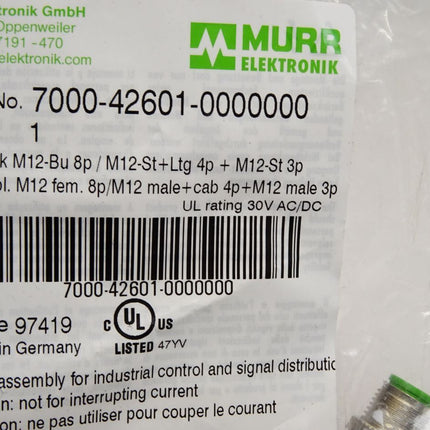 ktronik GmbH
Oppenweiler
7191 -470
elektronik.com
MURR
ELEKTRONIK
No. 7000-42601-0000000
1
k M12-Bu 8p / M12-St+Ltg 4p + M12-St 3p
ol. M12 fem. 8p/M12 male+cab 4p+M12 male 3p
UL rating 30V AC/DC
7000-42601-0000000
e 97419
in Germany
C UL US
LISTED 47YV
assembly for industrial control and signal distributic
n: not for interrupting current
tion: ne pas utiliser pour couper le courant